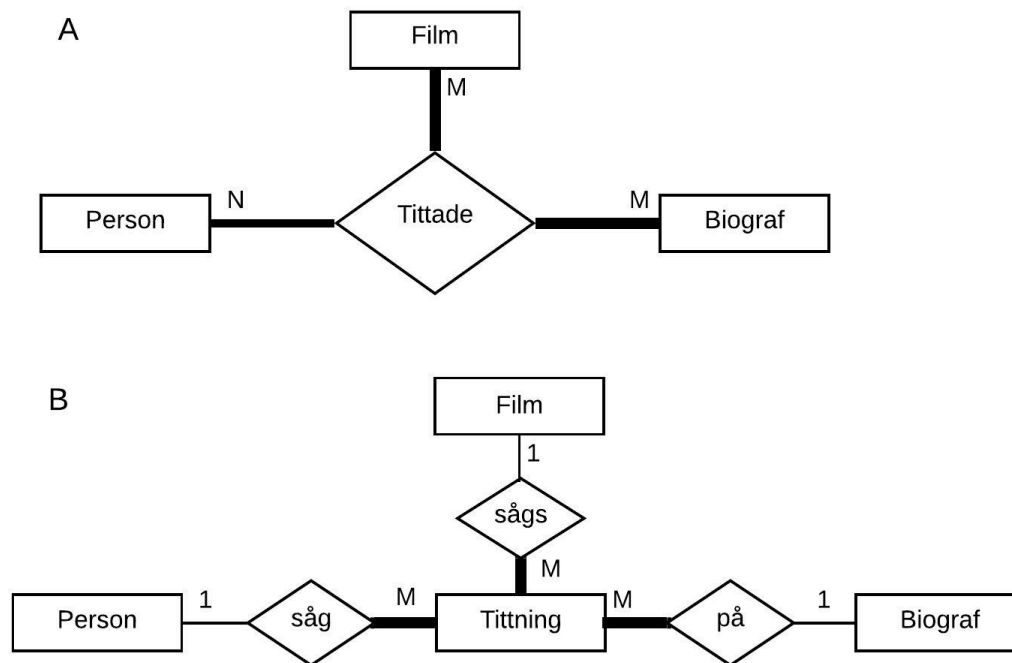 A
Film
M
Person
N
Tittade
M
Biograf
B
Film
1
sågs
M
Person
1
såg
M
Tittning
M
på
1
Biograf